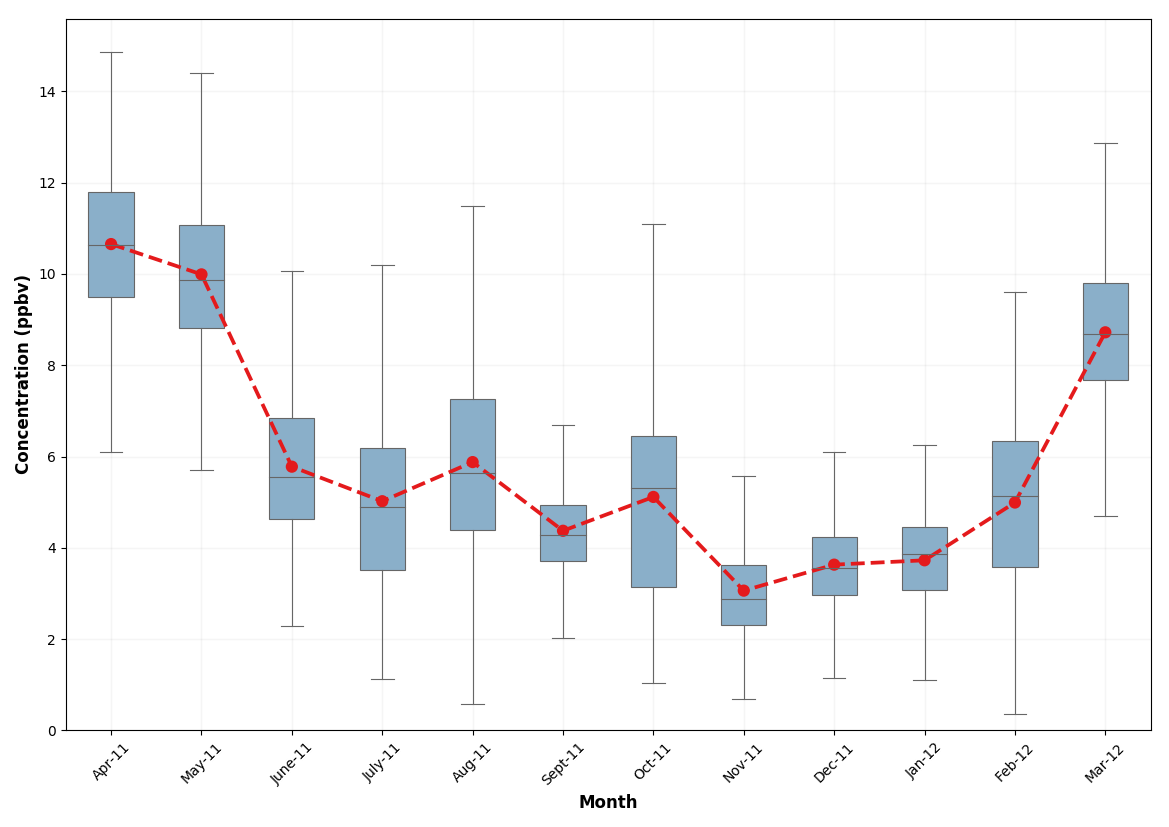 14
12
10
8
6
4
2
0
Concentration (ppbv)
Apr-11
May-11
June-11
July-11
Aug-11
Sept-11
Oct-11
Nov-11
Dec-11
Jan-12
Feb-12
Mar-12
Month